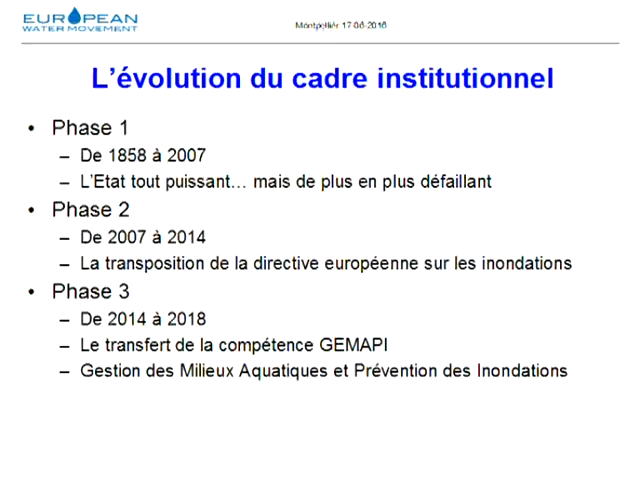 EUROPEAN
WATER MOVEMENT
Montpellier 17-06-2016
L'évolution du cadre institutionnel
• Phase 1
– De 1858 à 2007
– L'Etat tout puissant… mais de plus en plus défaillant
• Phase 2
– De 2007 à 2014
– La transposition de la directive européenne sur les inondations
• Phase 3
– De 2014 à 2018
– Le transfert de la compétence GEMAPI
– Gestion des Milieux Aquatiques et Prévention des Inondations